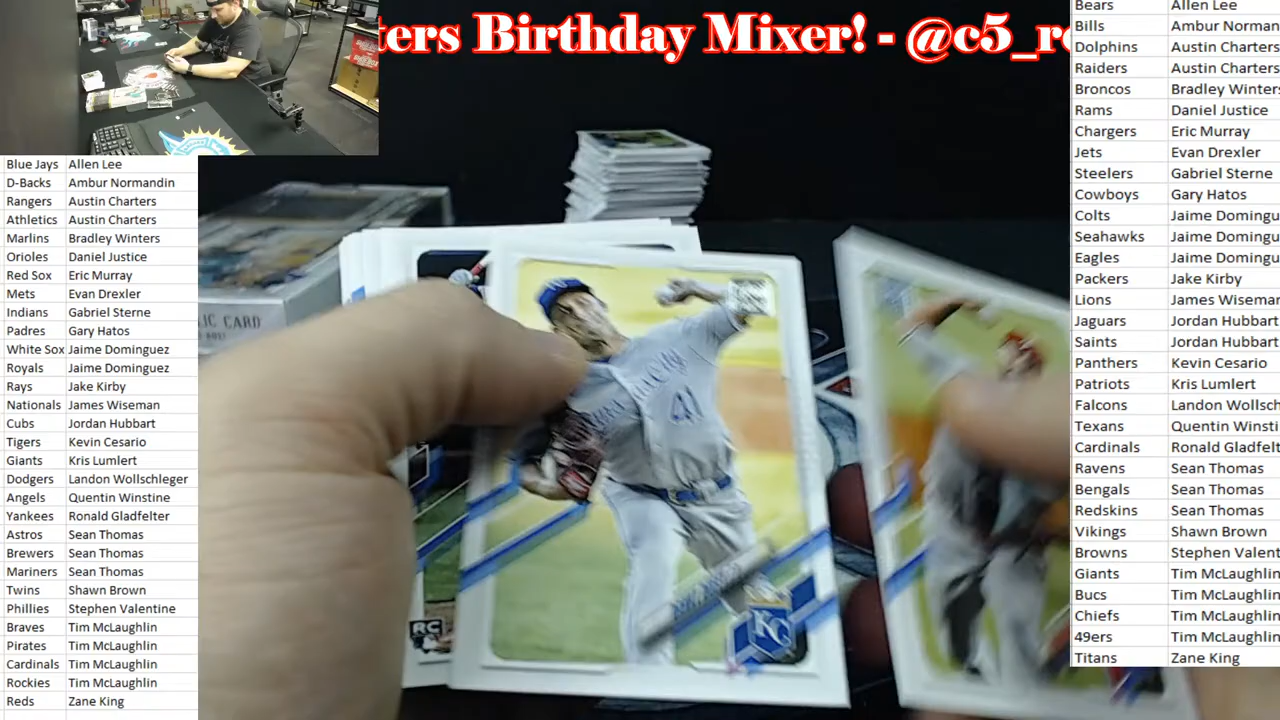 ters Birthday Mixer! - @c5_r
Blue Jays Allen Lee
D-Backs Ambur Normandin
Rangers Austin Charters
Athletics Austin Charters
Marlins Bradley Winters
Orioles Daniel Justice
Red Sox Eric Murray
Mets Evan Drexler
Indians Gabriel Sterne
Padres Gary Hatos
White Sox Jaime Dominguez
Royals Jaime Dominguez
Rays Jake Kirby
Nationals James Wiseman
Cubs Jordan Hubbart
Tigers Kevin Cesario
Giants Kris Lumlert
Dodgers Landon Wollschleger
Angels Quentin Winstine
Yankees Ronald Gladfelter
Astros Sean Thomas
Brewers Sean Thomas
Mariners Sean Thomas
Twins Shawn Brown
Phillies Stephen Valentine
Braves Tim McLaughlin
Pirates Tim McLaughlin
Cardinals Tim McLaughlin
Rockies Tim McLaughlin
Reds Zane King
IC CARD
41
KC
RC
Bears Allen Lee
Bills Ambur Norman
Dolphins Austin Charters
Raiders Austin Charters
Broncos Bradley Winters
Rams Daniel Justice
Chargers Eric Murray
Jets Evan Drexler
Steelers Gabriel Sterne
Cowboys Gary Hatos
Colts Jaime Domingu
Seahawks Jaime Domingu
Eagles Jaime Domingu
Packers Jake Kirby
Lions James Wiseman
Jaguars Jordan Hubbart
Saints Jordan Hubbart
Panthers Kevin Cesario
Patriots Kris Lumlert
Falcons Landon Wollsch
Texans Quentin Winsti
Cardinals Ronald Gladfelt
Ravens Sean Thomas
Bengals Sean Thomas
Redskins Sean Thomas
Vikings Shawn Brown
Browns Stephen Valent
Giants Tim McLaughlin
Bucs Tim McLaughlin
Chiefs Tim McLaughlin
49ers Tim McLaughlin
Titans Zane King